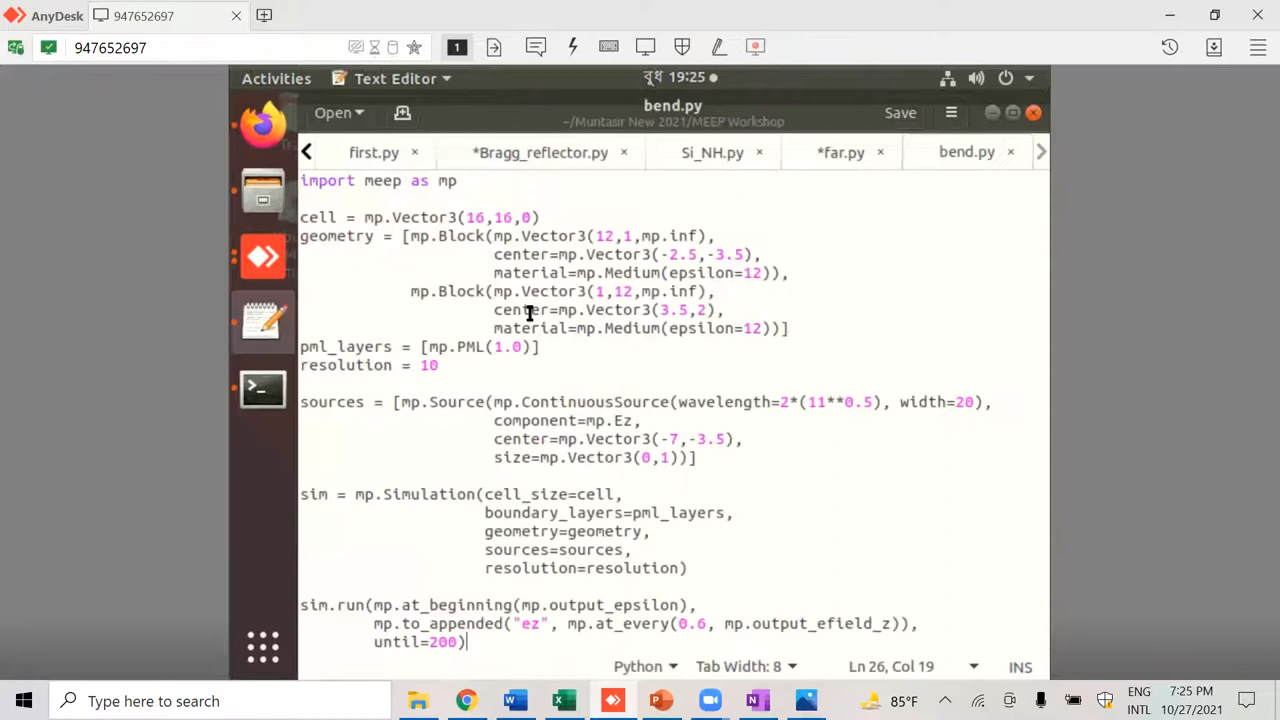 AnyDesk 947652697
947652697 1
Activities Text Editor বুধ 19:25
Open bend.py Save
~/Muntasir New 2021/MEEP Workshop
first.py *Bragg_reflector.py Si_NH.py *far.py bend.py
import meep as mp
cell = mp.Vector3(16,16,0)
geometry = [mp.Block(mp.Vector3(12,1,mp.inf),
center=mp.Vector3(-2.5,-3.5),
material=mp.Medium(epsilon=12)),
mp.Block(mp.Vector3(1,12,mp.inf),
center=mp.Vector3(3.5,2),
material=mp.Medium(epsilon=12))]
pml_layers = [mp.PML(1.0)]
resolution = 10
sources = [mp.Source(mp.ContinuousSource(wavelength=2*(11**0.5), width=20),
component=mp.Ez,
center=mp.Vector3(-7,-3.5),
size=mp.Vector3(0,1))]
sim = mp.Simulation(cell_size=cell,
boundary_layers=pml_layers,
geometry=geometry,
sources=sources,
resolution=resolution)
sim.run(mp.at_beginning(mp.output_epsilon),
mp.to_appended("ez", mp.at_every(0.6, mp.output_efield_z)),
until=200)
Python Tab Width: 8 Ln 26, Col 19 INS
Type here to search 85°F ENG 7:25 PM
INTL 10/27/2021